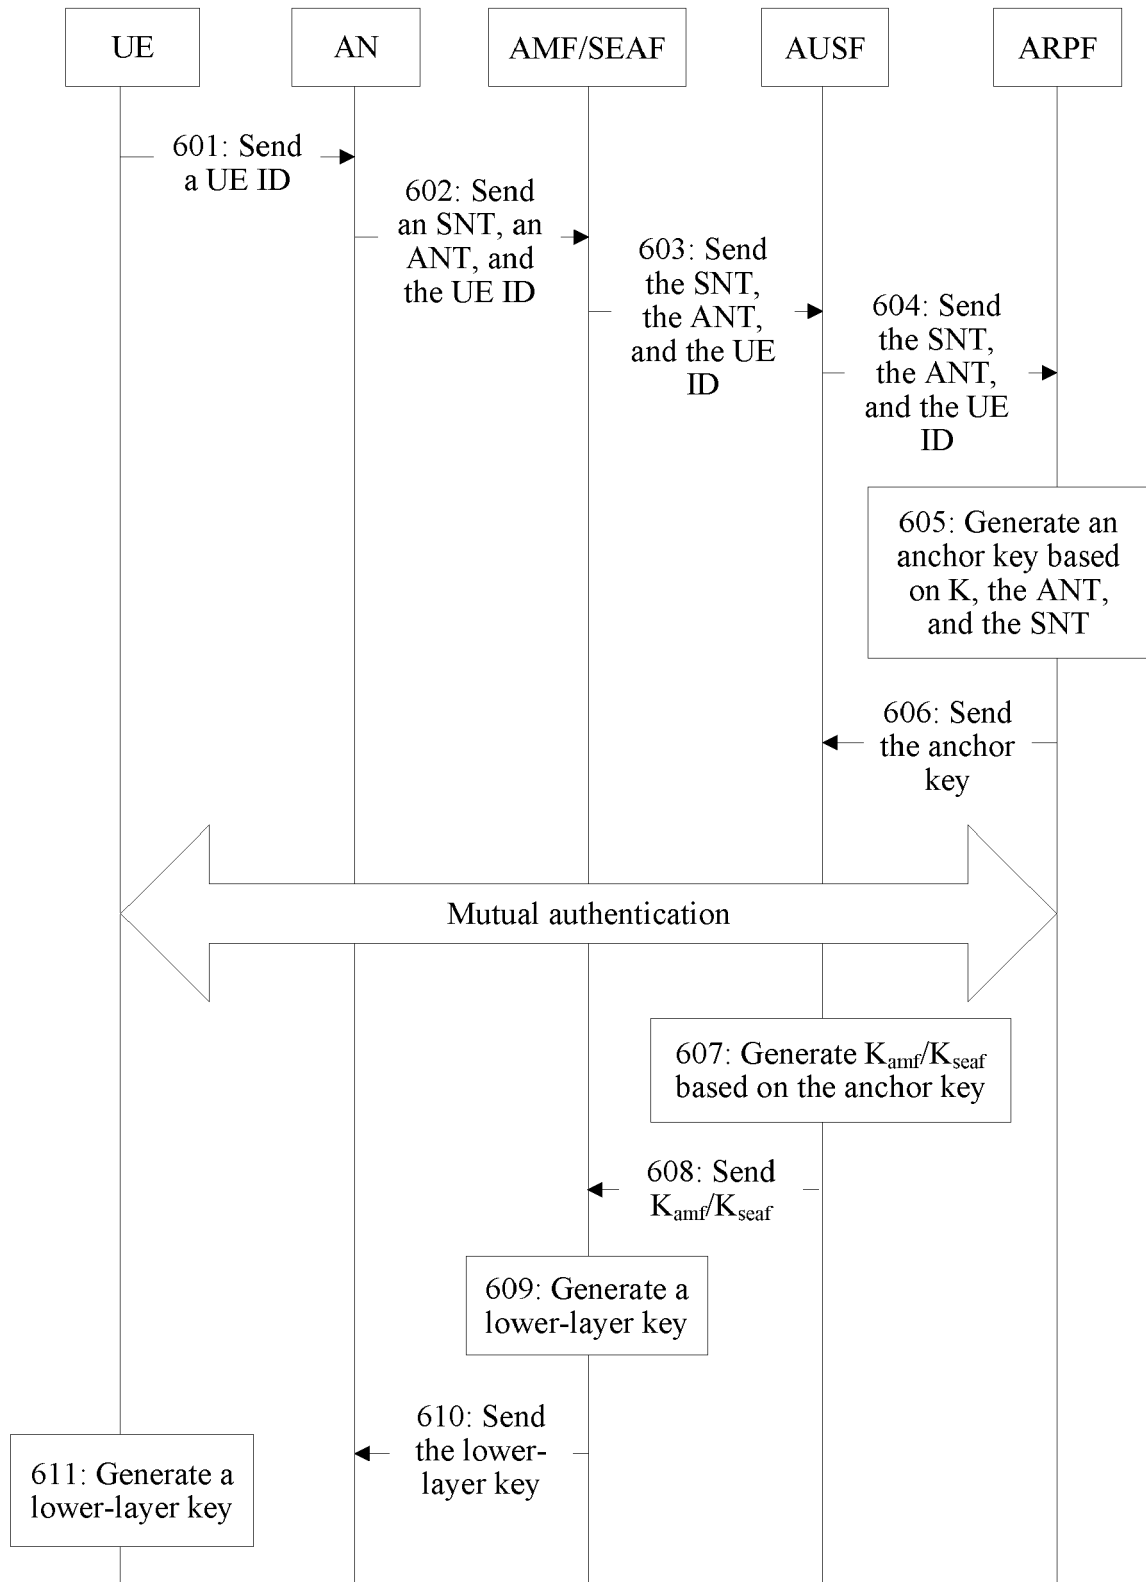 UE
AN
AMF/SEAF
AUSF
ARPF
601: Send
a UE ID
602: Send
an SNT, an
ANT, and
the UE ID
603: Send
the SNT,
the ANT,
and the UE
ID
604: Send
the SNT,
the ANT,
and the UE
ID
605: Generate an
anchor key based
on K, the ANT,
and the SNT
606: Send
the anchor
key
Mutual authentication
607: Generate Kamf/Kseaf
based on the anchor key
608: Send
Kamf/Kseaf
609: Generate a
lower-layer key
610: Send
the lower-
layer key
611: Generate a
lower-layer key